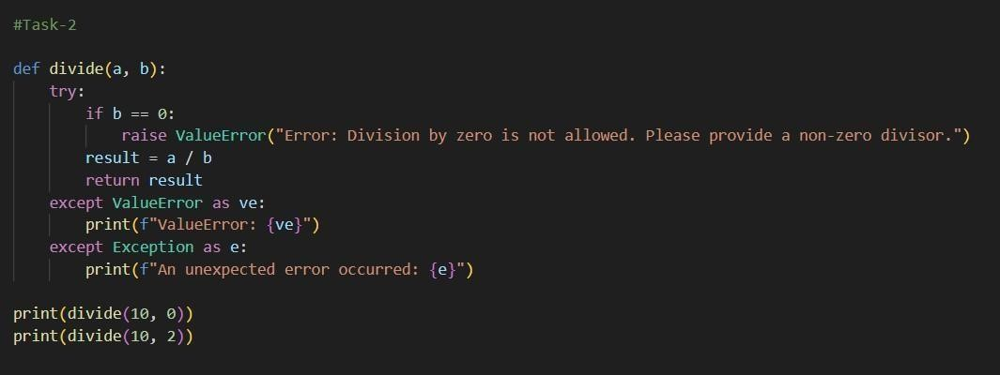 #Task-2
def divide(a, b):
    try:
        if b == 0:
            raise ValueError("Error: Division by zero is not allowed. Please provide a non-zero divisor.")
        result = a / b
        return result
    except ValueError as ve:
        print(f"ValueError: {ve}")
    except Exception as e:
        print(f"An unexpected error occurred: {e}")
print(divide(10, 0))
print(divide(10, 2))